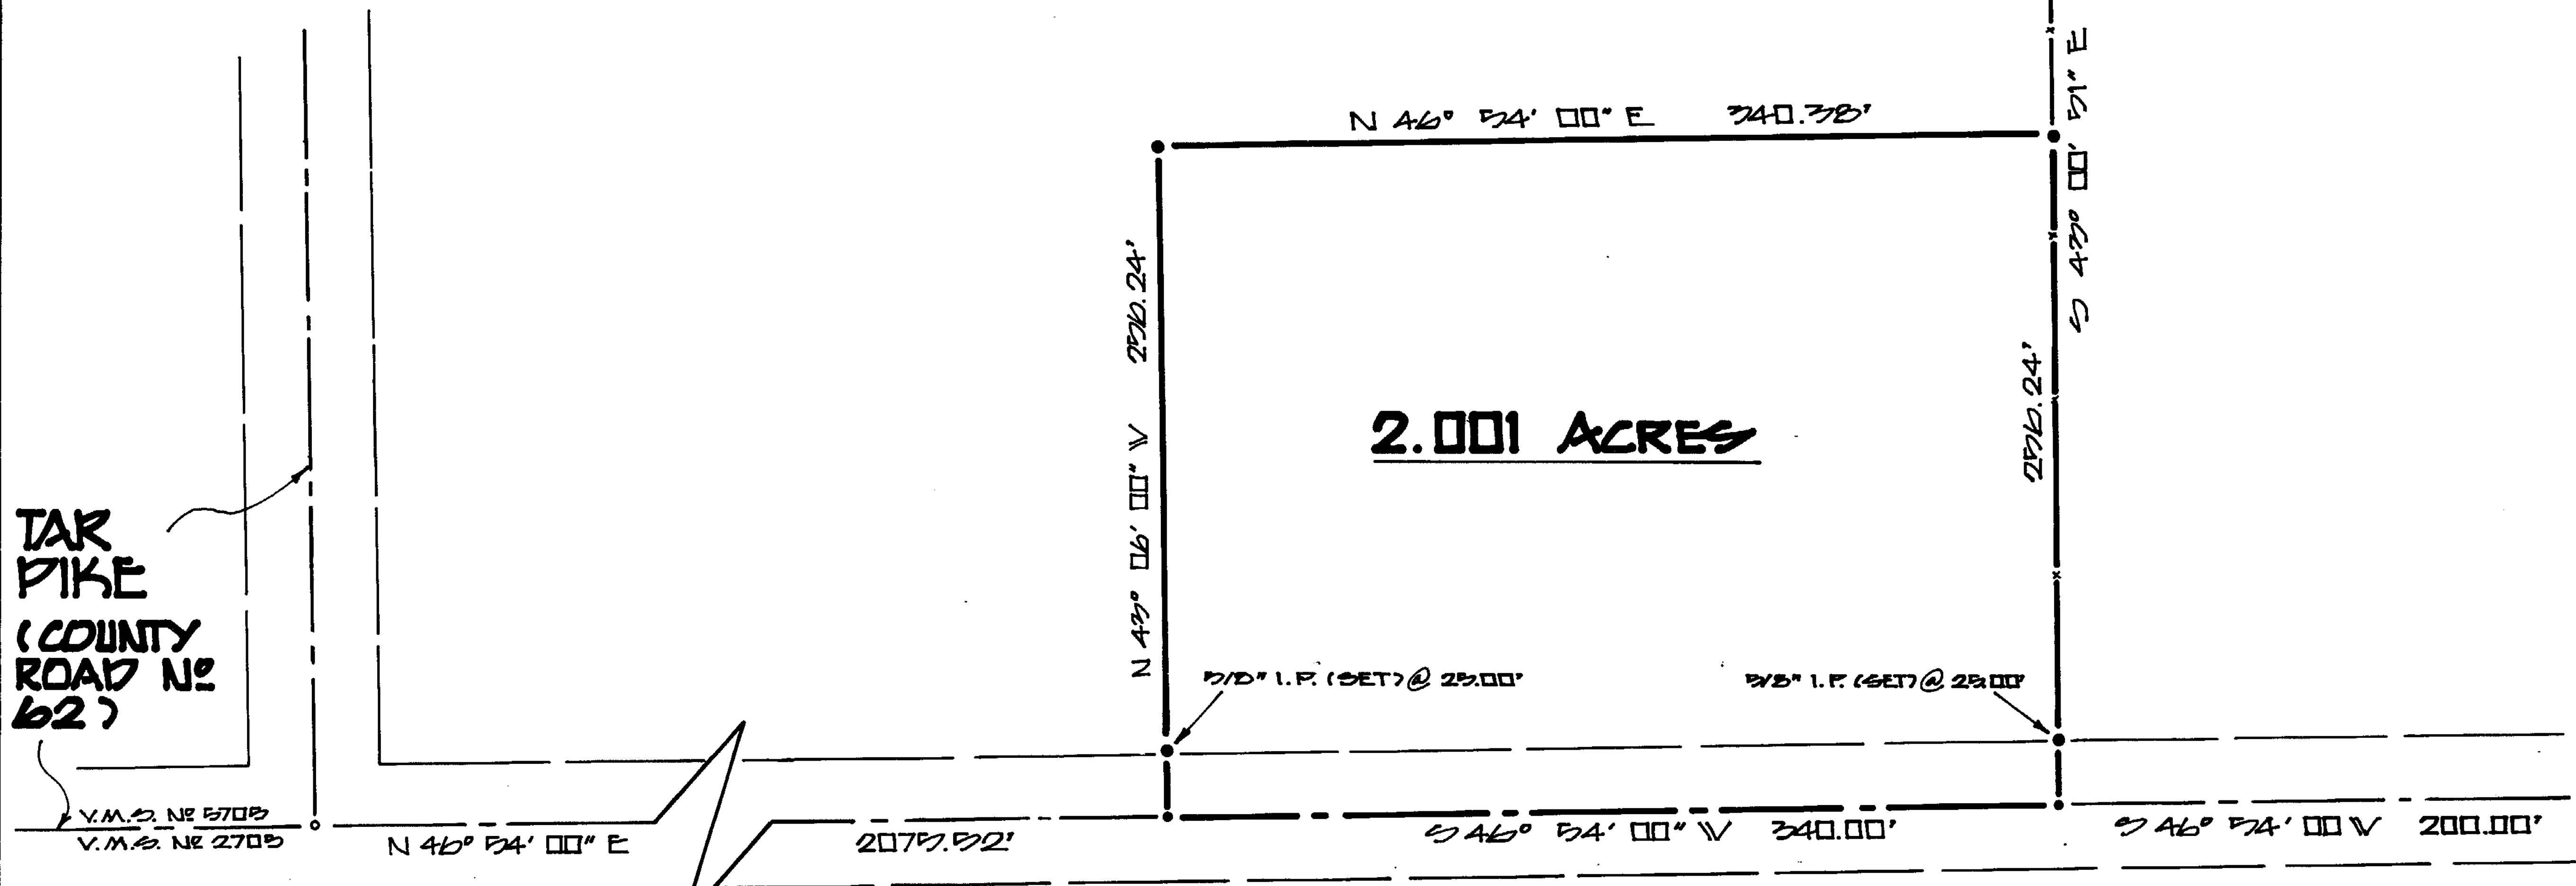 N 46° 54' 00" E 340.38'
S 43° 00' 51" E
256.24'
N 43° 06' 00" W 256.24'
2.001 ACRES
TAR
PIKE
(COUNTY
ROAD Nº
62)
5/8" I.P. (SET) @ 25.00'
5/8" I.P. (SET) @ 25.00'
V.M.S. Nº 5705
V.M.S. Nº 2705
N 46° 54' 00" E 2075.52'
S 46° 54' 00" W 340.00'
S 46° 54' 00 W 200.00'